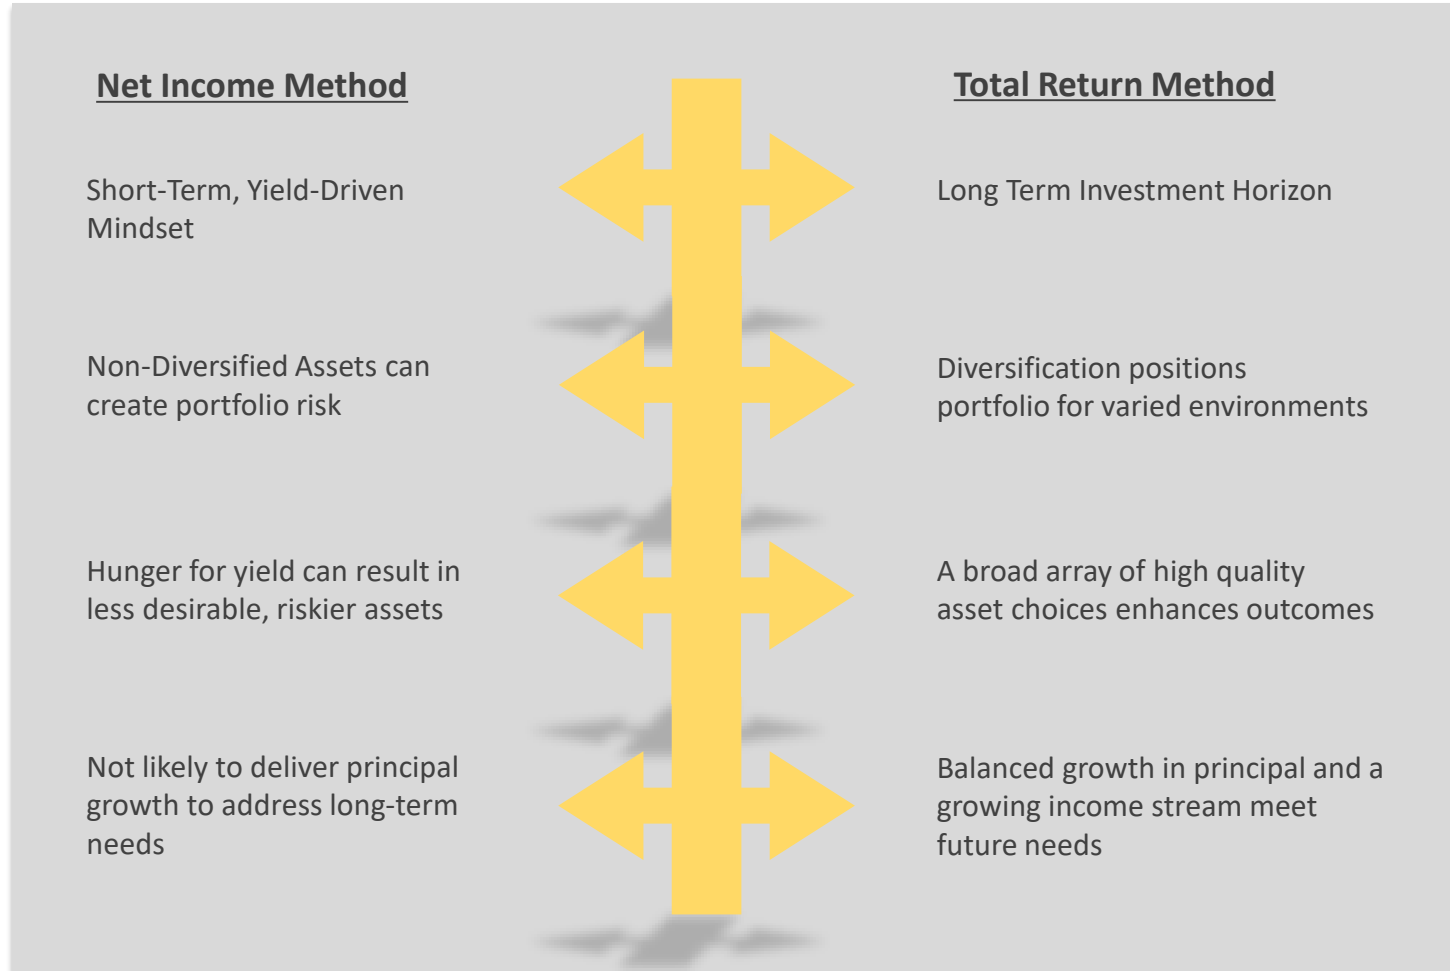 Net Income Method
Total Return Method
Short-Term, Yield-Driven
Mindset
Long Term Investment Horizon
Non-Diversified Assets can
create portfolio risk
Diversification positions
portfolio for varied environments
Hunger for yield can result in
less desirable, riskier assets
A broad array of high quality
asset choices enhances outcomes
Not likely to deliver principal
growth to address long-term
needs
Balanced growth in principal and a
growing income stream meet
future needs